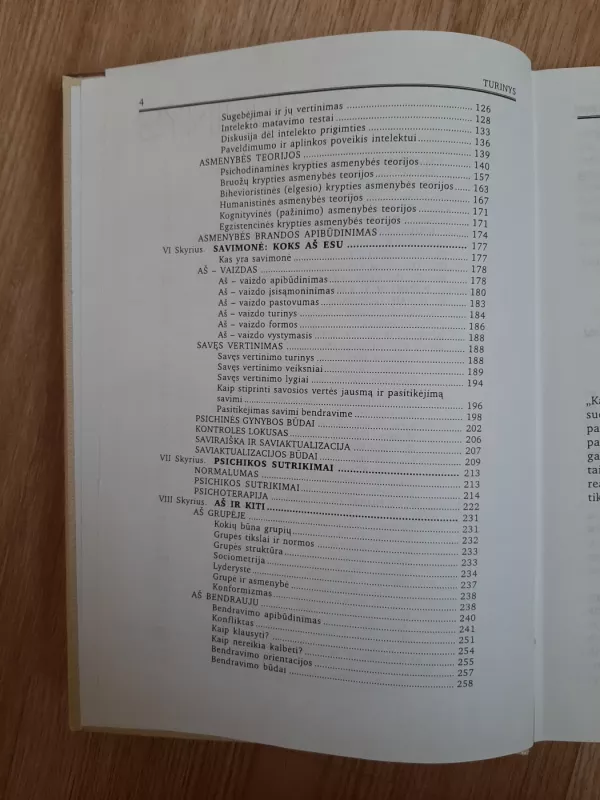 4 TURINYS
Sugebėjimai ir jų vertinimas 126
Intelekto matavimo testai 128
Diskusija dėl intelekto prigimties 133
Paveldimumo ir aplinkos poveikis intelektui 136
ASMENYBĖS TEORIJOS 139
Psichodinaminės krypties asmenybės teorijos 140
Bruožų krypties asmenybės teorijos 157
Bihevioristinės (elgesio) krypties asmenybės teorijos 163
Humanistinės asmenybės teorijos 167
Kognityvinės (pažinimo) asmenybės teorijos 171
Egzistencinės krypties asmenybės teorijos 171
ASMENYBĖS BRANDOS APIBŪDINIMAS 174
VI Skyrius. SAVIMONĖ: KOKS AŠ ESU 177
Kas yra savimonė 177
AŠ – VAIZDAS 178
Aš – vaizdo apibūdinimas 178
Aš – vaizdo įsisąmoninimas 180
Aš – vaizdo pastovumas 183
Aš – vaizdo turinys 184
Aš – vaizdo formos 186
Aš – vaizdo vystymasis 188
SAVĘS VERTINIMAS 188
Savęs vertinimo turinys 188
Savęs vertinimo veiksniai 189
Savęs vertinimo lygiai 194
Kaip stiprinti savosios vertės jausmą ir pasitikėjimą
savimi 196
Pasitikėjimas savimi bendravime 198
PSICHINĖS GYNYBOS BŪDAI 202
KONTROLĖS LOKUSAS 206
SAVIRAIŠKA IR SAVIAKTUALIZACIJA 207
SAVIAKTUALIZACIJOS BŪDAI 209
VII Skyrius. PSICHIKOS SUTRIKIMAI 213
NORMALUMAS 213
PSICHIKOS SUTRIKIMAI 214
PSICHOTERAPIJA 222
VIII Skyrius. AŠ IR KITI 231
AŠ GRUPĖJE 231
Kokių būna grupių 232
Grupės tikslai ir normos 233
Grupės struktūra 233
Sociometrija 234
Lyderystė 237
Grupė ir asmenybė 238
Konformizmas 238
AŠ BENDRAUJU 240
Bendravimo apibūdinimas 241
Konfliktas 251
Kaip klausyti? 254
Kaip nereikia kalbėti? 255
Bendravimo orientacijos 257
Bendravimo būdai 258